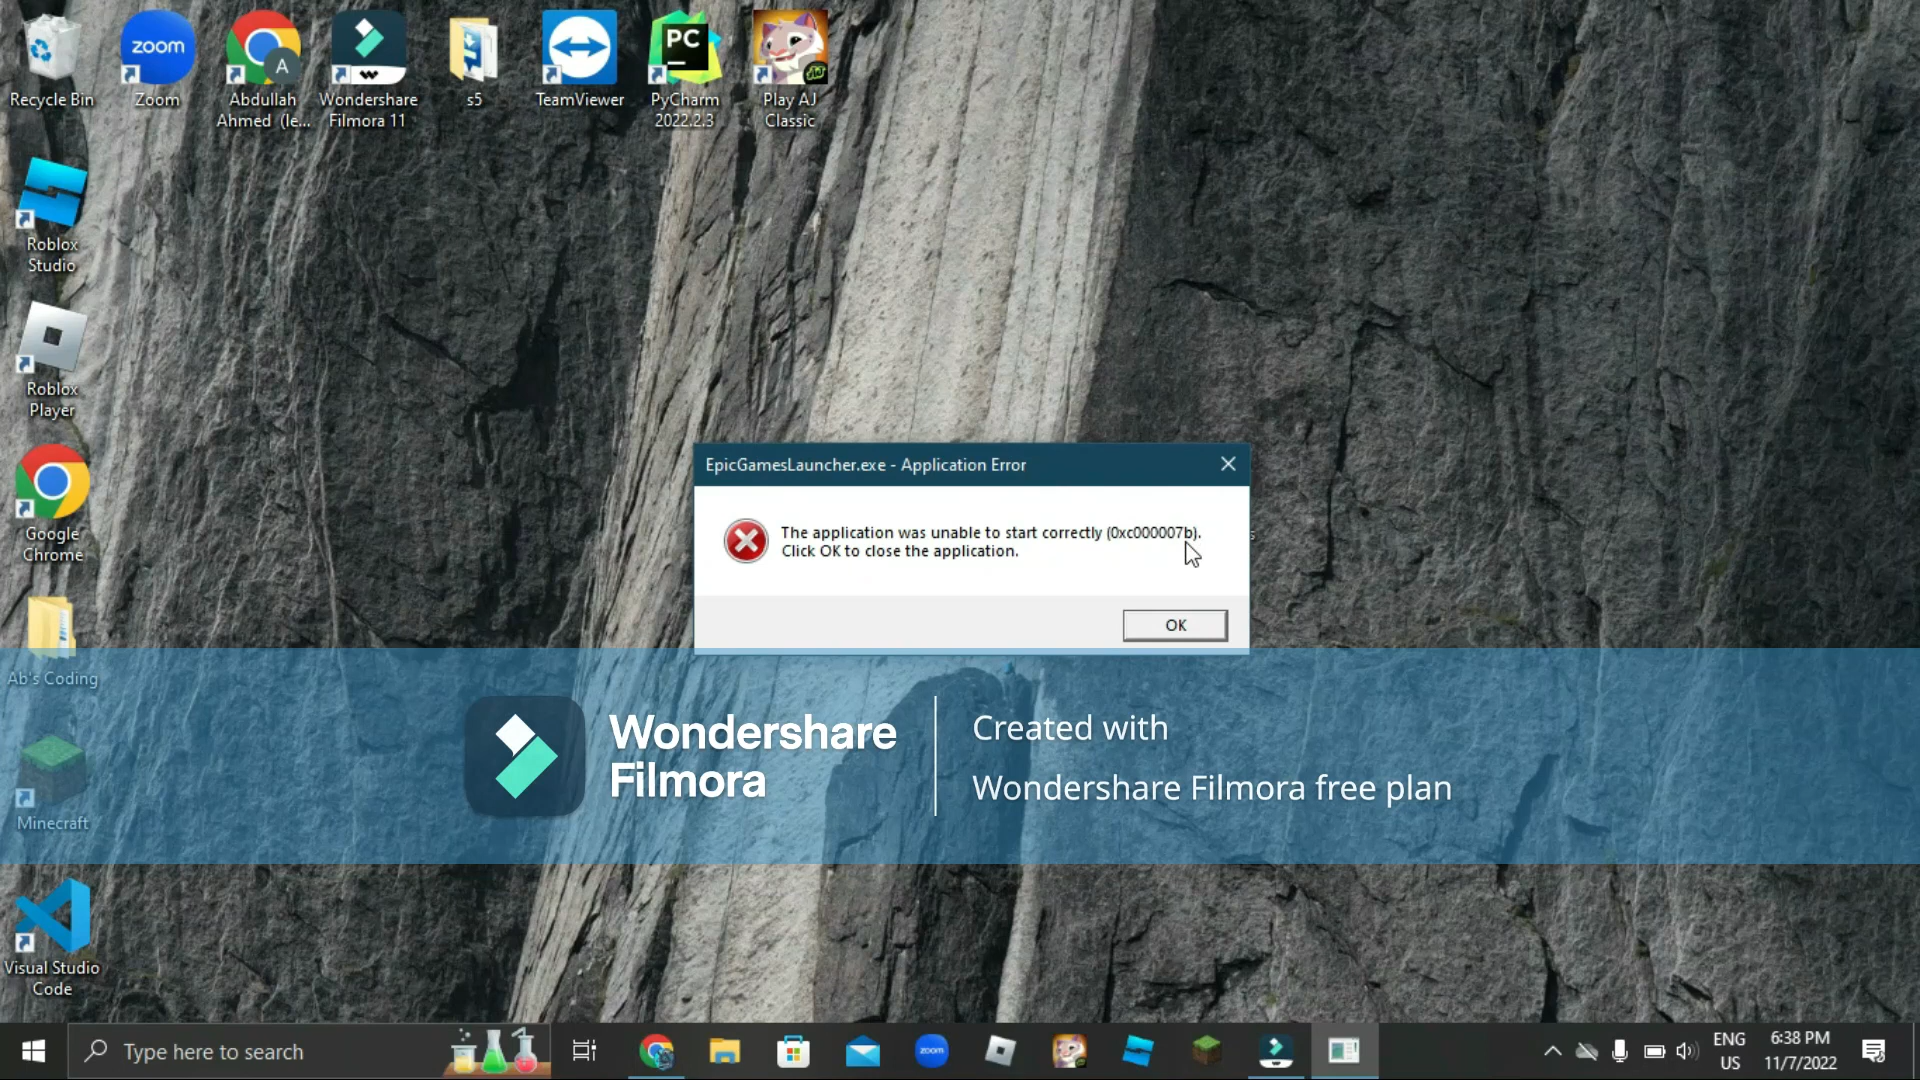 Recycle Bin
Zoom
Abdullah
Ahmed (le...
Wondershare
Filmora 11
s5
TeamViewer
PyCharm
2022.2.3
Play AJ
Classic
zoom
A
PC
Roblox
Studio
Roblox
Player
Google
Chrome
Ab's Coding
Minecraft
Visual Studio
Code
EpicGamesLauncher.exe - Application Error
The application was unable to start correctly (0xc000007b).
Click OK to close the application.
OK
Wondershare
Filmora
Created with
Wondershare Filmora free plan
Type here to search
zoom
ENG
US
6:38 PM
11/7/2022